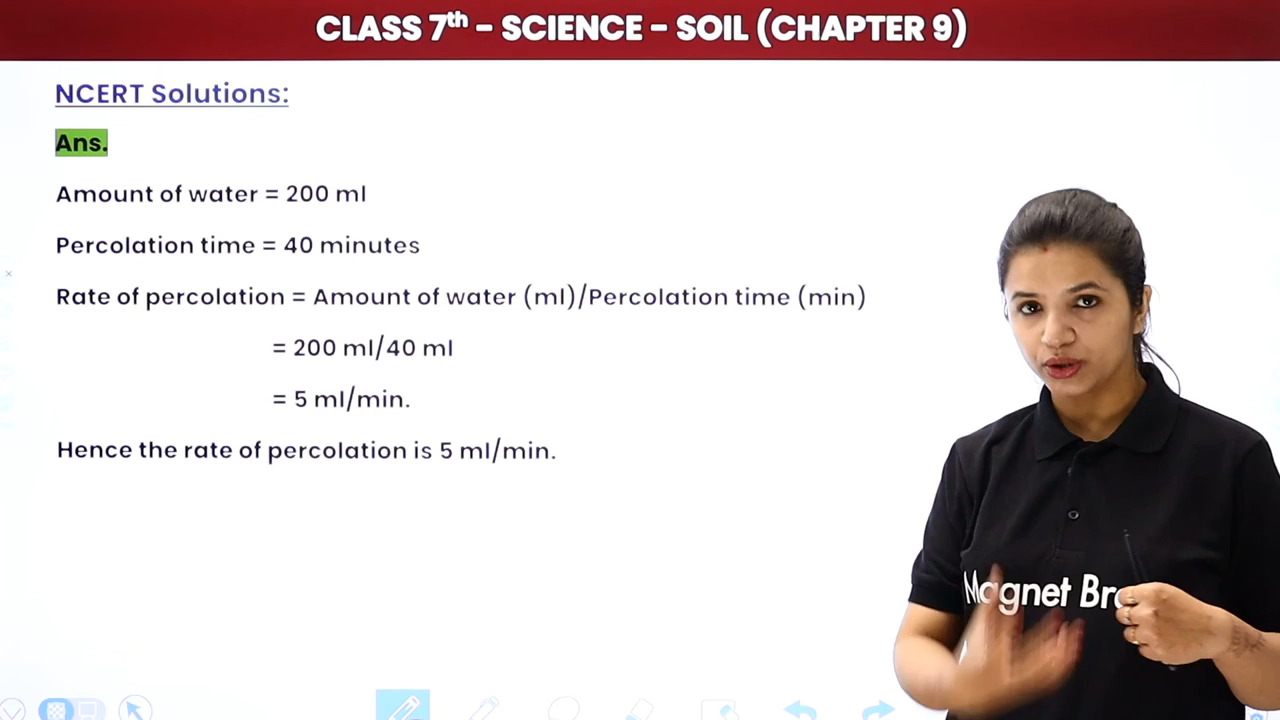 CLASS 7th - SCIENCE - SOIL (CHAPTER 9)
NCERT Solutions:
Ans.
Amount of water = 200 ml
Percolation time = 40 minutes
Rate of percolation = Amount of water (ml)/Percolation time (min)
= 200 ml/40 ml
= 5 ml/min.
Hence the rate of percolation is 5 ml/min.
Magnet Br